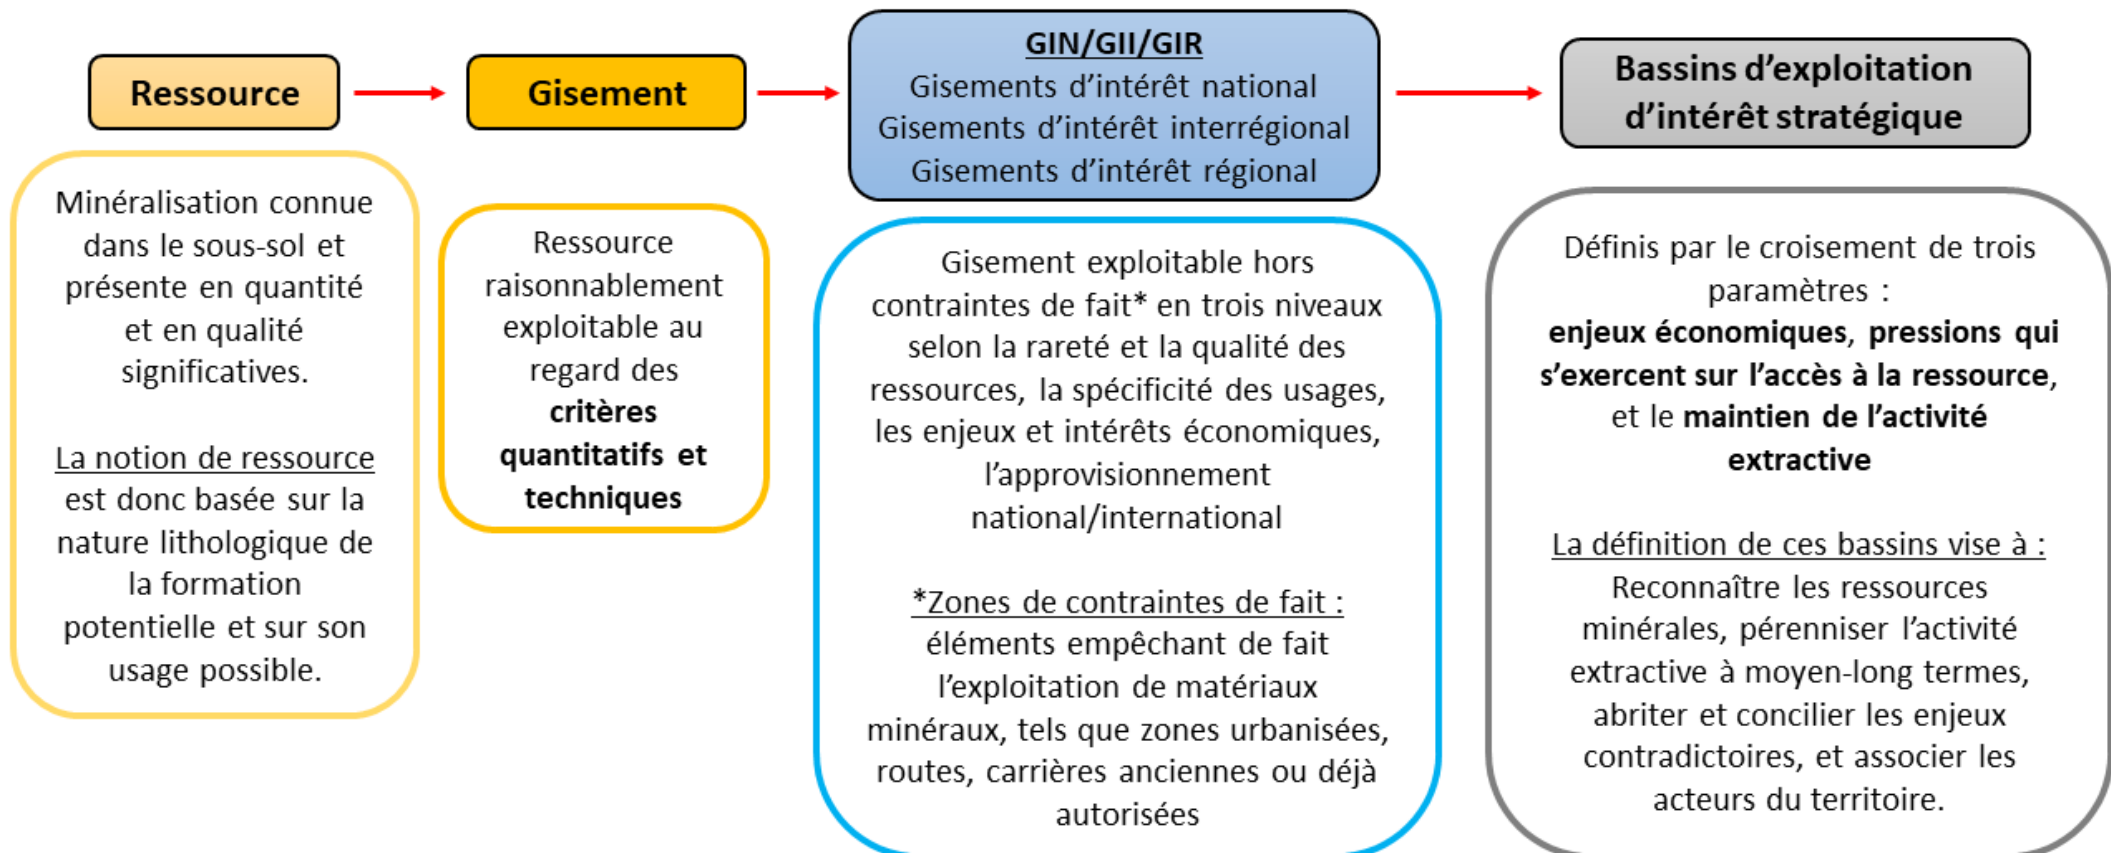 Ressource
Minéralisation connue
dans le sous-sol et
présente en quantité
et en qualité
significatives.
La notion de ressource
est donc basée sur la
nature lithologique de
la formation
potentielle et sur son
usage possible.
Gisement
Ressource
raisonnablement
exploitable au
regard des
critères
quantitatifs et
techniques
GIN/GII/GIR
Gisements d’intérêt national
Gisements d’intérêt interrégional
Gisements d’intérêt régional
Gisement exploitable hors
contraintes de fait* en trois niveaux
selon la rareté et la qualité des
ressources, la spécificité des usages,
les enjeux et intérêts économiques,
l’approvisionnement
national/international
*Zones de contraintes de fait :
éléments empêchant de fait
l’exploitation de matériaux
minéraux, tels que zones urbanisées,
routes, carrières anciennes ou déjà
autorisées
Bassins d’exploitation
d’intérêt stratégique
Définis par le croisement de trois
paramètres :
enjeux économiques, pressions qui
s’exercent sur l’accès à la ressource,
et le maintien de l’activité
extractive
La définition de ces bassins vise à :
Reconnaître les ressources
minérales, pérenniser l’activité
extractive à moyen-long termes,
abriter et concilier les enjeux
contradictoires, et associer les
acteurs du territoire.